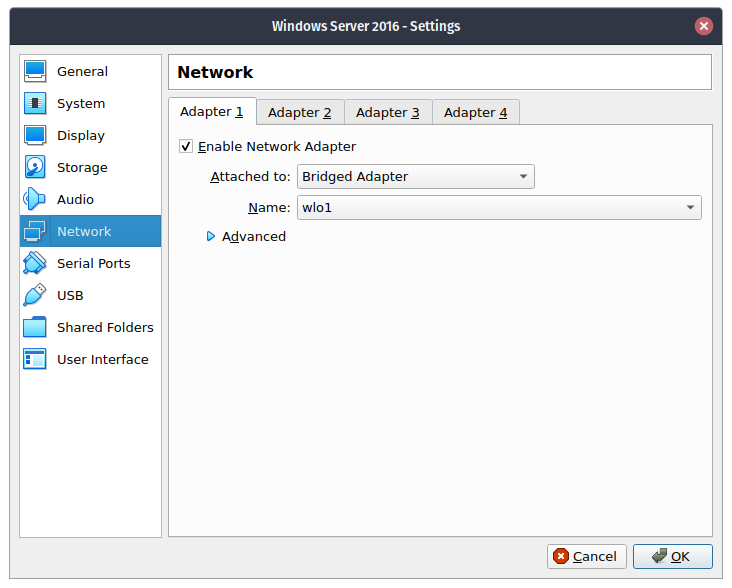 Windows Server 2016 - Settings
General
System
Display
Storage
Audio
Network
Serial Ports
USB
Shared Folders
User Interface
Network
Adapter 1 Adapter 2 Adapter 3 Adapter 4
Enable Network Adapter
Attached to: Bridged Adapter
Name: wlo1
Advanced
Cancel OK